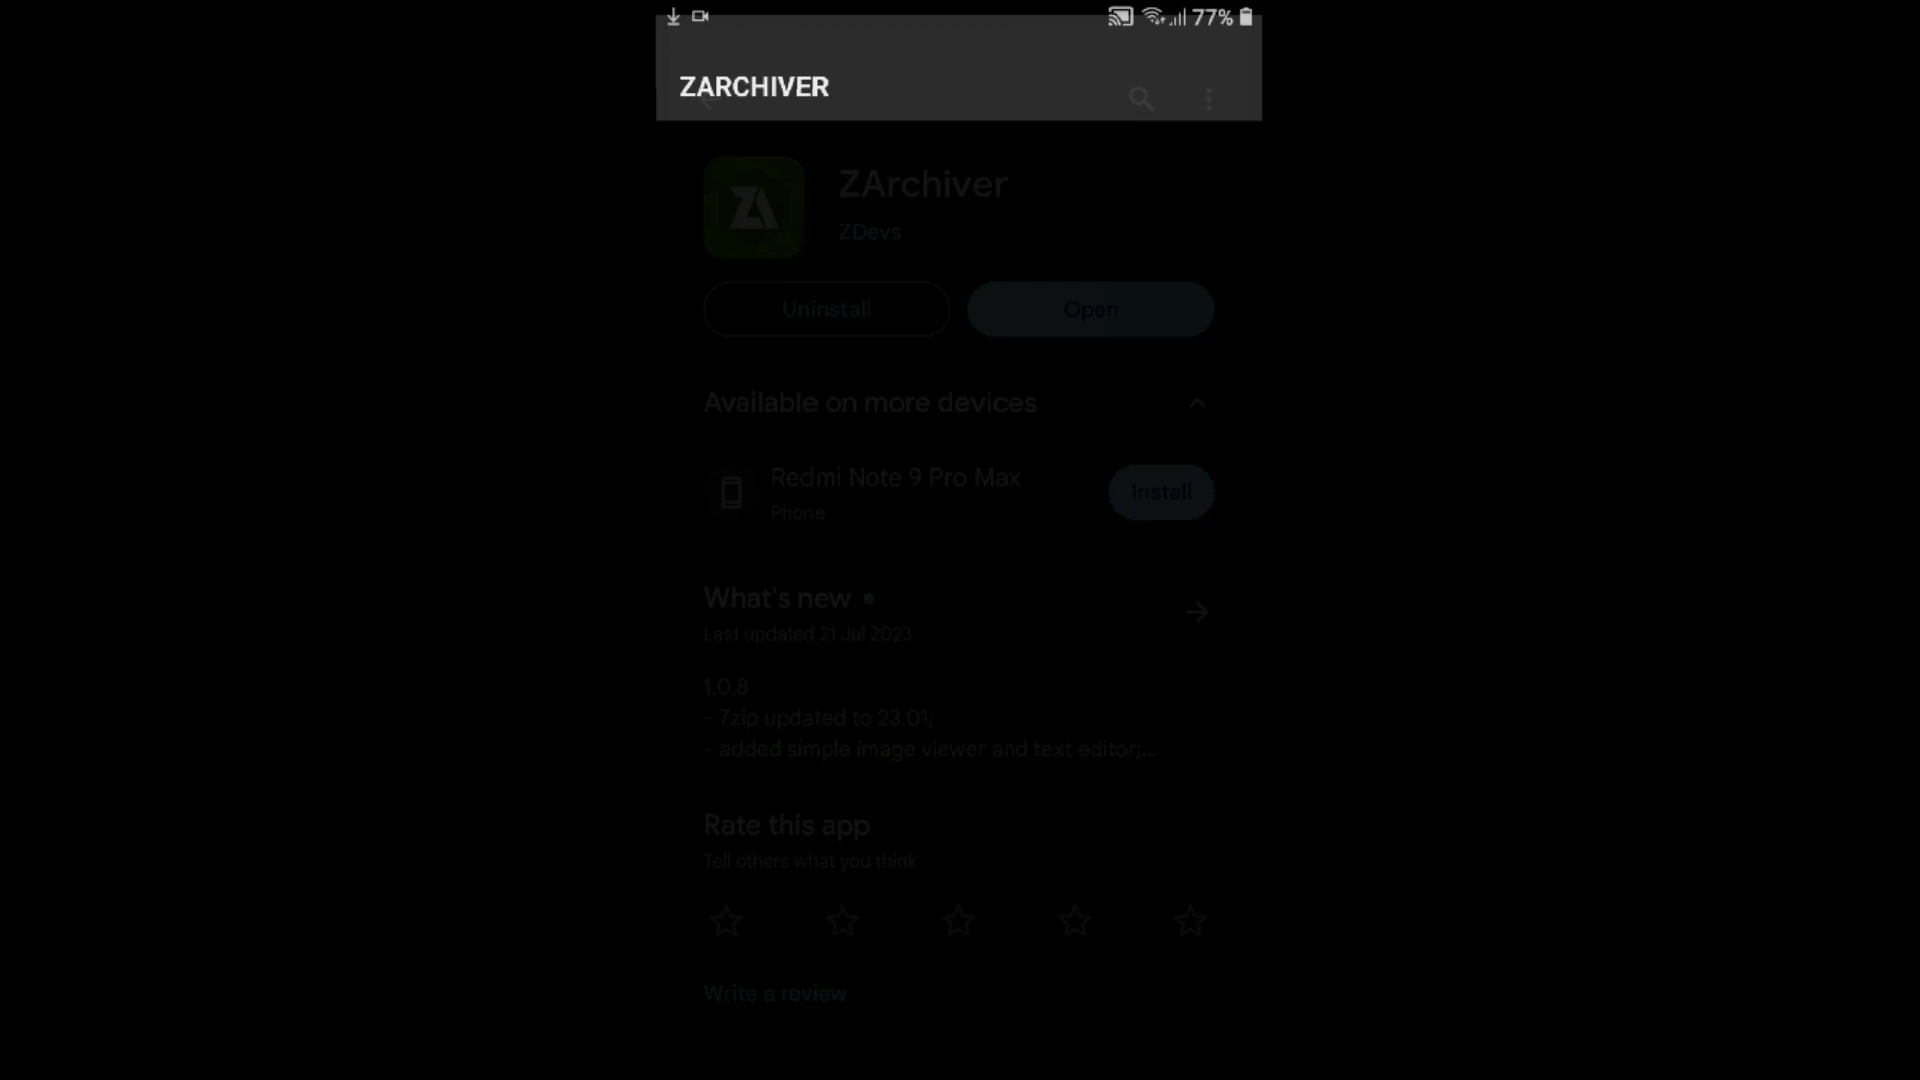 77%
ZARCHIVER
ZA
ZArchiver
ZDevs
Uninstall
Open
Available on more devices
Redmi Note 9 Pro Max
Phone
Install
What's new
Last updated 21 Jul 2023
1.0.8
- 7zip updated to 23.01;
- added simple image viewer and text editor;...
Rate this app
Tell others what you think
Write a review